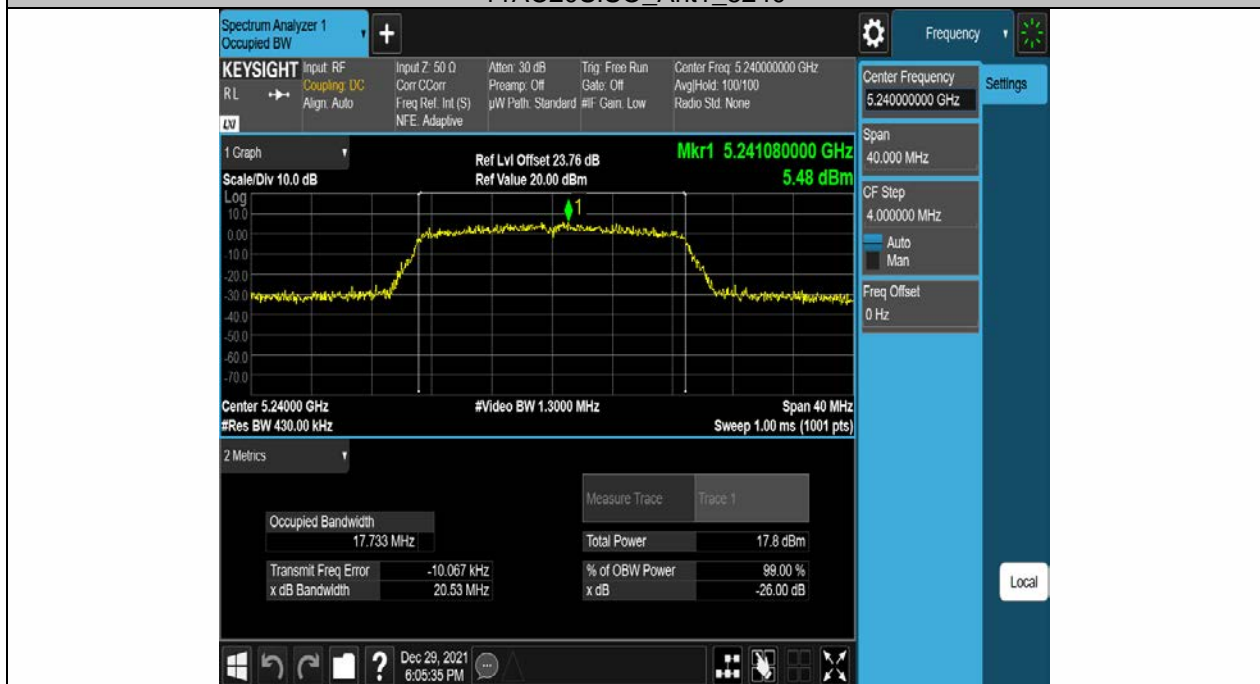 Spectrum Analyzer 1
Occupied BW
+
Frequency
KEYSIGHT
RL
LXI
Input: RF
Coupling: DC
Align: Auto
Input Z: 50 Ω
Corr CCorr
Freq Ref: Int (S)
NFE: Adaptive
Atten: 30 dB
Preamp: Off
µW Path: Standard
Trig: Free Run
Gate: Off
#IF Gain: Low
Center Freq: 5.240000000 GHz
Avg|Hold: 100/100
Radio Std: None
Center Frequency
5.240000000 GHz
Settings
Span
40.000 MHz
CF Step
4.000000 MHz
Auto
Man
Freq Offset
0 Hz
1 Graph
Ref Lvl Offset 23.76 dB
Mkr1 5.241080000 GHz
Scale/Div 10.0 dB
Ref Value 20.00 dBm
5.48 dBm
Log
1
10.0
0.00
-10.0
-20.0
-30.0
-40.0
-50.0
-60.0
-70.0
Center 5.24000 GHz
#Video BW 1.3000 MHz
Span 40 MHz
#Res BW 430.00 kHz
Sweep 1.00 ms (1001 pts)
2 Metrics
Measure Trace
Trace 1
Occupied Bandwidth
17.733 MHz
Total Power
17.8 dBm
Transmit Freq Error
-10.067 kHz
% of OBW Power
99.00 %
x dB Bandwidth
20.53 MHz
x dB
-26.00 dB
Local
?
Dec 29, 2021
6:05:35 PM